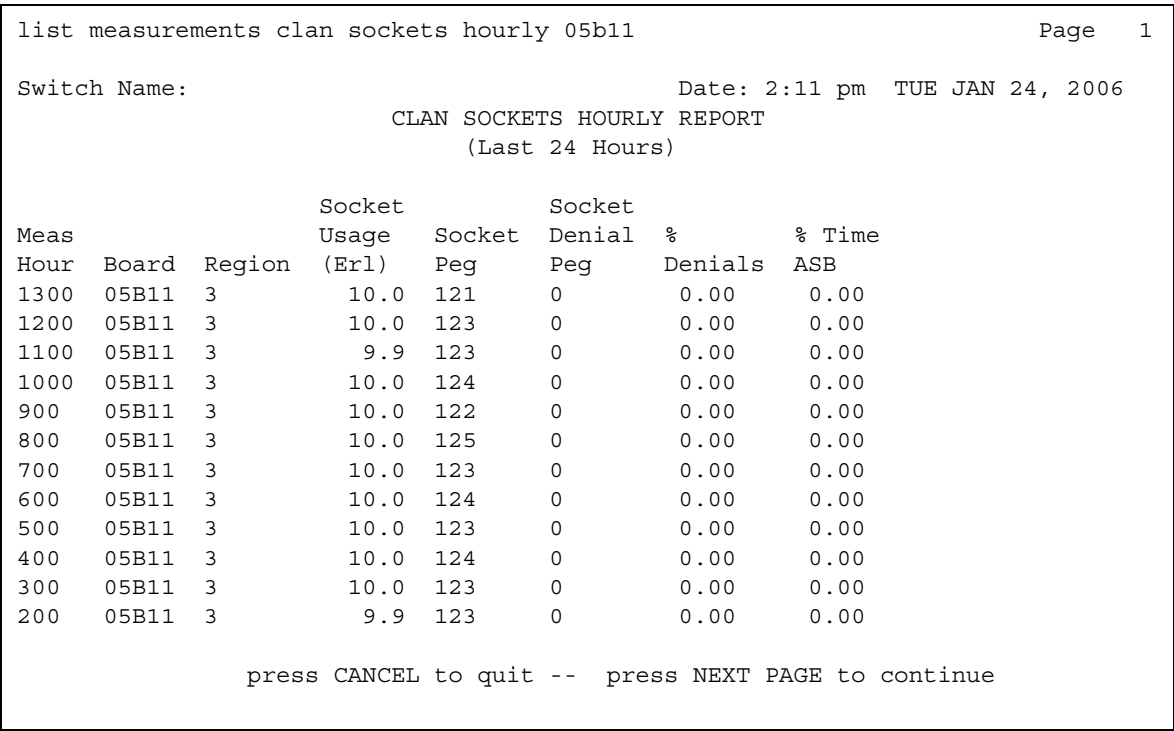 list measurements clan sockets hourly 05b11 Page 1
Switch Name: Date: 2:11 pm TUE JAN 24, 2006
CLAN SOCKETS HOURLY REPORT
(Last 24 Hours)
Socket Socket
Meas Usage Socket Denial % % Time
Hour Board Region (Erl) Peg Peg Denials ASB
1300 05B11 3 10.0 121 0 0.00 0.00
1200 05B11 3 10.0 123 0 0.00 0.00
1100 05B11 3 9.9 123 0 0.00 0.00
1000 05B11 3 10.0 124 0 0.00 0.00
900 05B11 3 10.0 122 0 0.00 0.00
800 05B11 3 10.0 125 0 0.00 0.00
700 05B11 3 10.0 123 0 0.00 0.00
600 05B11 3 10.0 124 0 0.00 0.00
500 05B11 3 10.0 123 0 0.00 0.00
400 05B11 3 10.0 124 0 0.00 0.00
300 05B11 3 10.0 123 0 0.00 0.00
200 05B11 3 9.9 123 0 0.00 0.00
press CANCEL to quit -- press NEXT PAGE to continue